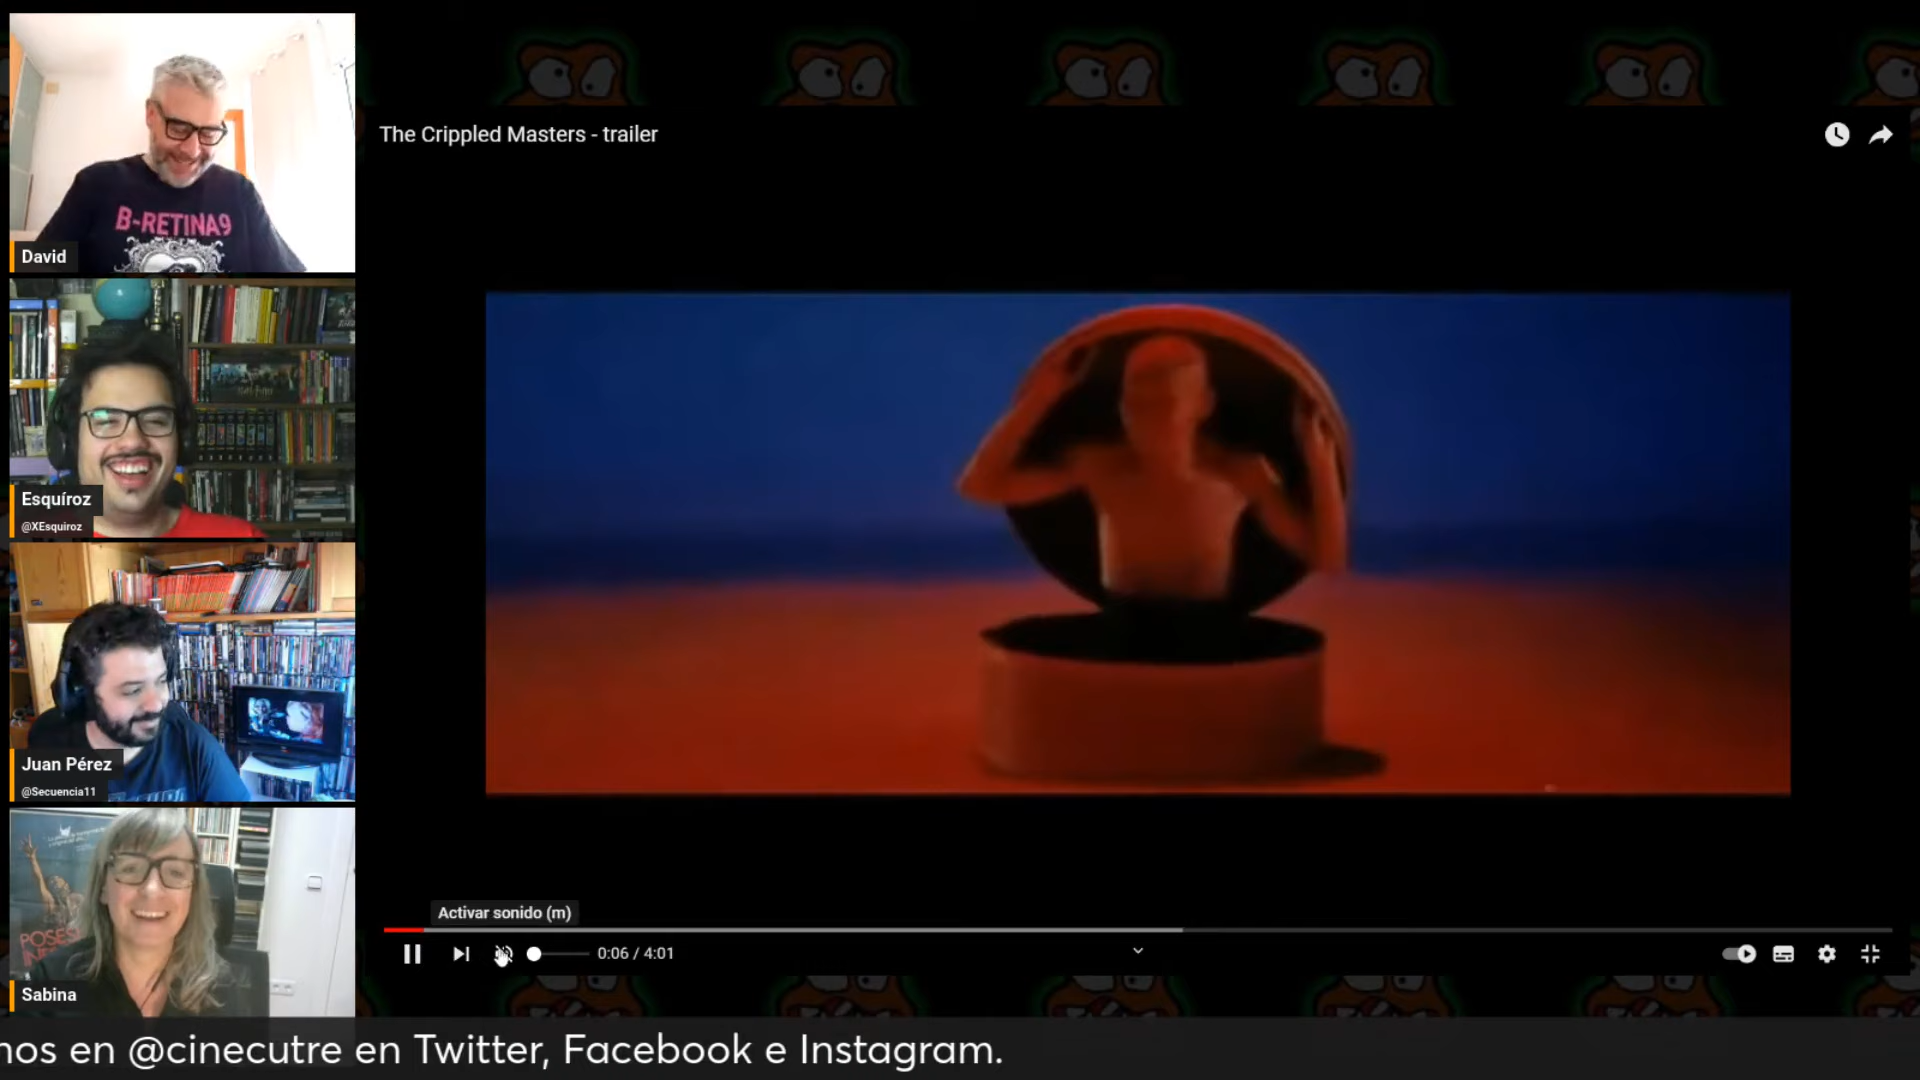 B-RETINA9
David
Esquíroz
@XEsquiroz
Juan Pérez
@Secuencia11
POSES
Sabina
The Crippled Masters - trailer
Activar sonido (m)
0:06 / 4:01
nos en @cinecutre en Twitter, Facebook e Instagram.